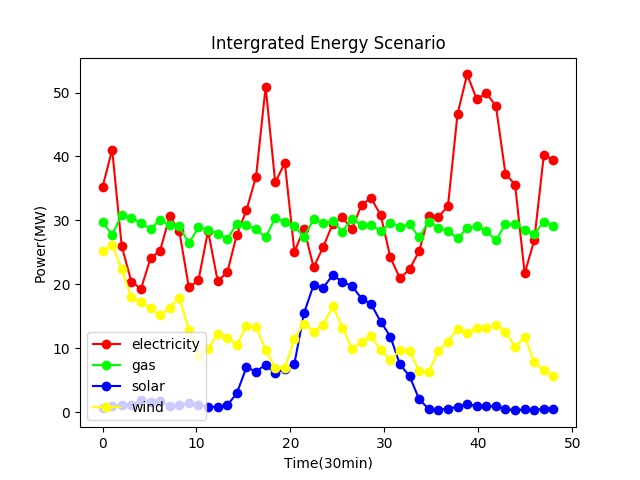 Intergrated Energy Scenario
Power(MW)
50
40
30
20
10
0
electricity
gas
solar
wind
0 10 20 30 40 50
Time(30min)